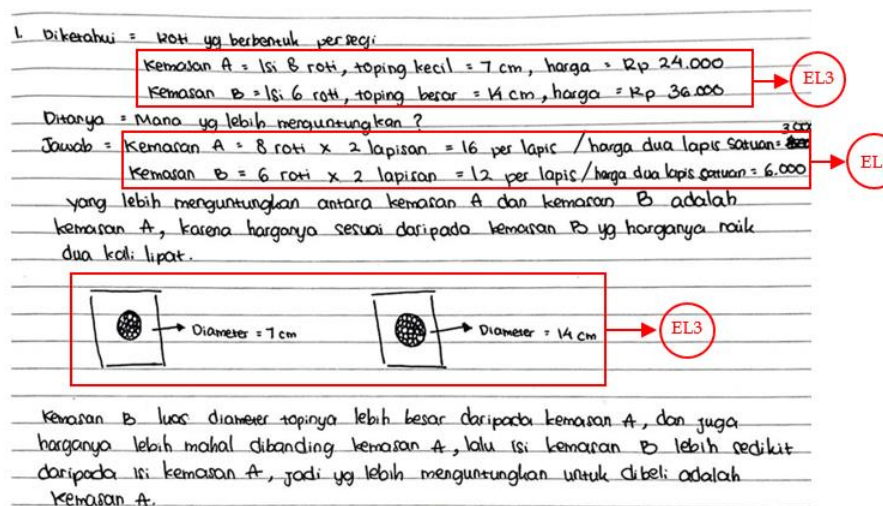 1. Diketahui = Roti yg berbentuk persegi
Kemasan A = Isi 8 roti, toping kecil = 7 cm, harga = Rp 24.000
EL3
Kemasan B = Isi 6 roti, toping besar = 14 cm, harga = Rp 36.000
Ditanya = Mana yg lebih menguntungkan ?
Jawab = Kemasan A = 8 roti x 2 lapisan = 16 per lapis / harga dua lapis satuan =
Kemasan B = 6 roti x 2 lapisan = 12 per lapis / harga dua lapis satuan = 6.000
EL
yang lebih menguntungkan antara kemasan A dan kemasan B adalah
kemasan A, karena harganya sesuai daripada kemasan B yg harganya naik
dua kali lipat.
Diameter = 7 cm
Diameter = 14 cm
EL3
Kemasan B luas diameter topinya lebih besar daripada kemasan A, dan juga
harganya lebih mahal dibanding kemasan A, lalu isi kemasan B lebih sedikit
daripada isi kemasan A, jadi yg lebih menguntungkan untuk dibeli adalah
Kemasan A.